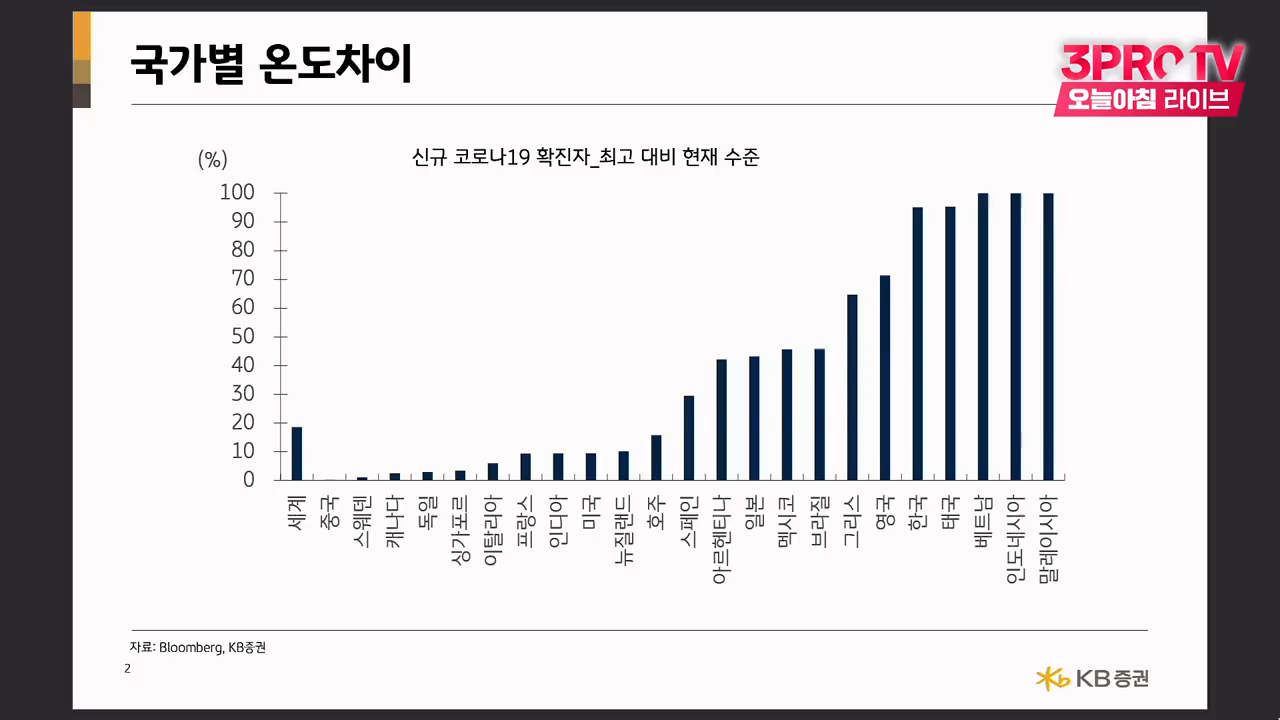 국가별 온도차이
3PRO TV
오늘아침 라이브
(%)
신규 코로나19 확진자_최고 대비 현재 수준
100
90
80
70
60
50
40
30
20
10
0
세계
중국
스웨덴
캐나다
독일
싱가포르
이탈리아
프랑스
인디아
미국
뉴질랜드
호주
스페인
아르헨티나
일본
멕시코
브라질
그리스
영국
한국
태국
베트남
인도네시아
말레이시아
자료: Bloomberg, KB증권
2
KB증권